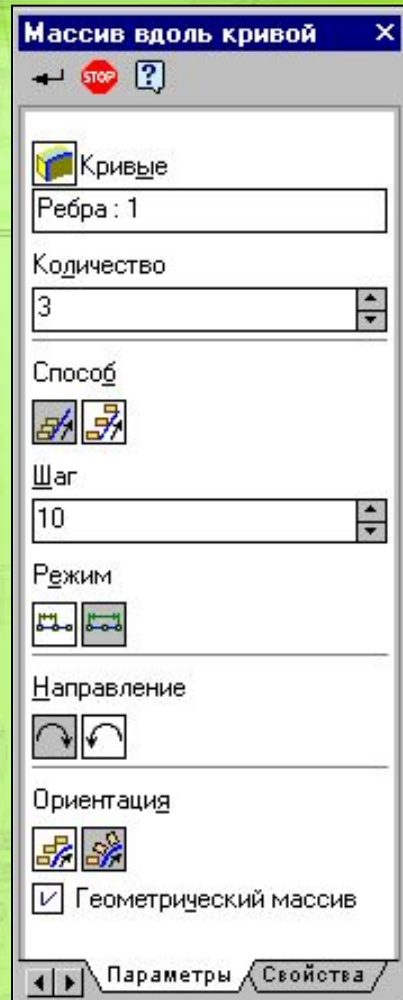 Массив вдоль кривой
STOP ?
Кривые
Ребра : 1
Количество
3
Способ
Шаг
10
Режим
Направление
Ориентация
Геометрический массив
Параметры Свойства